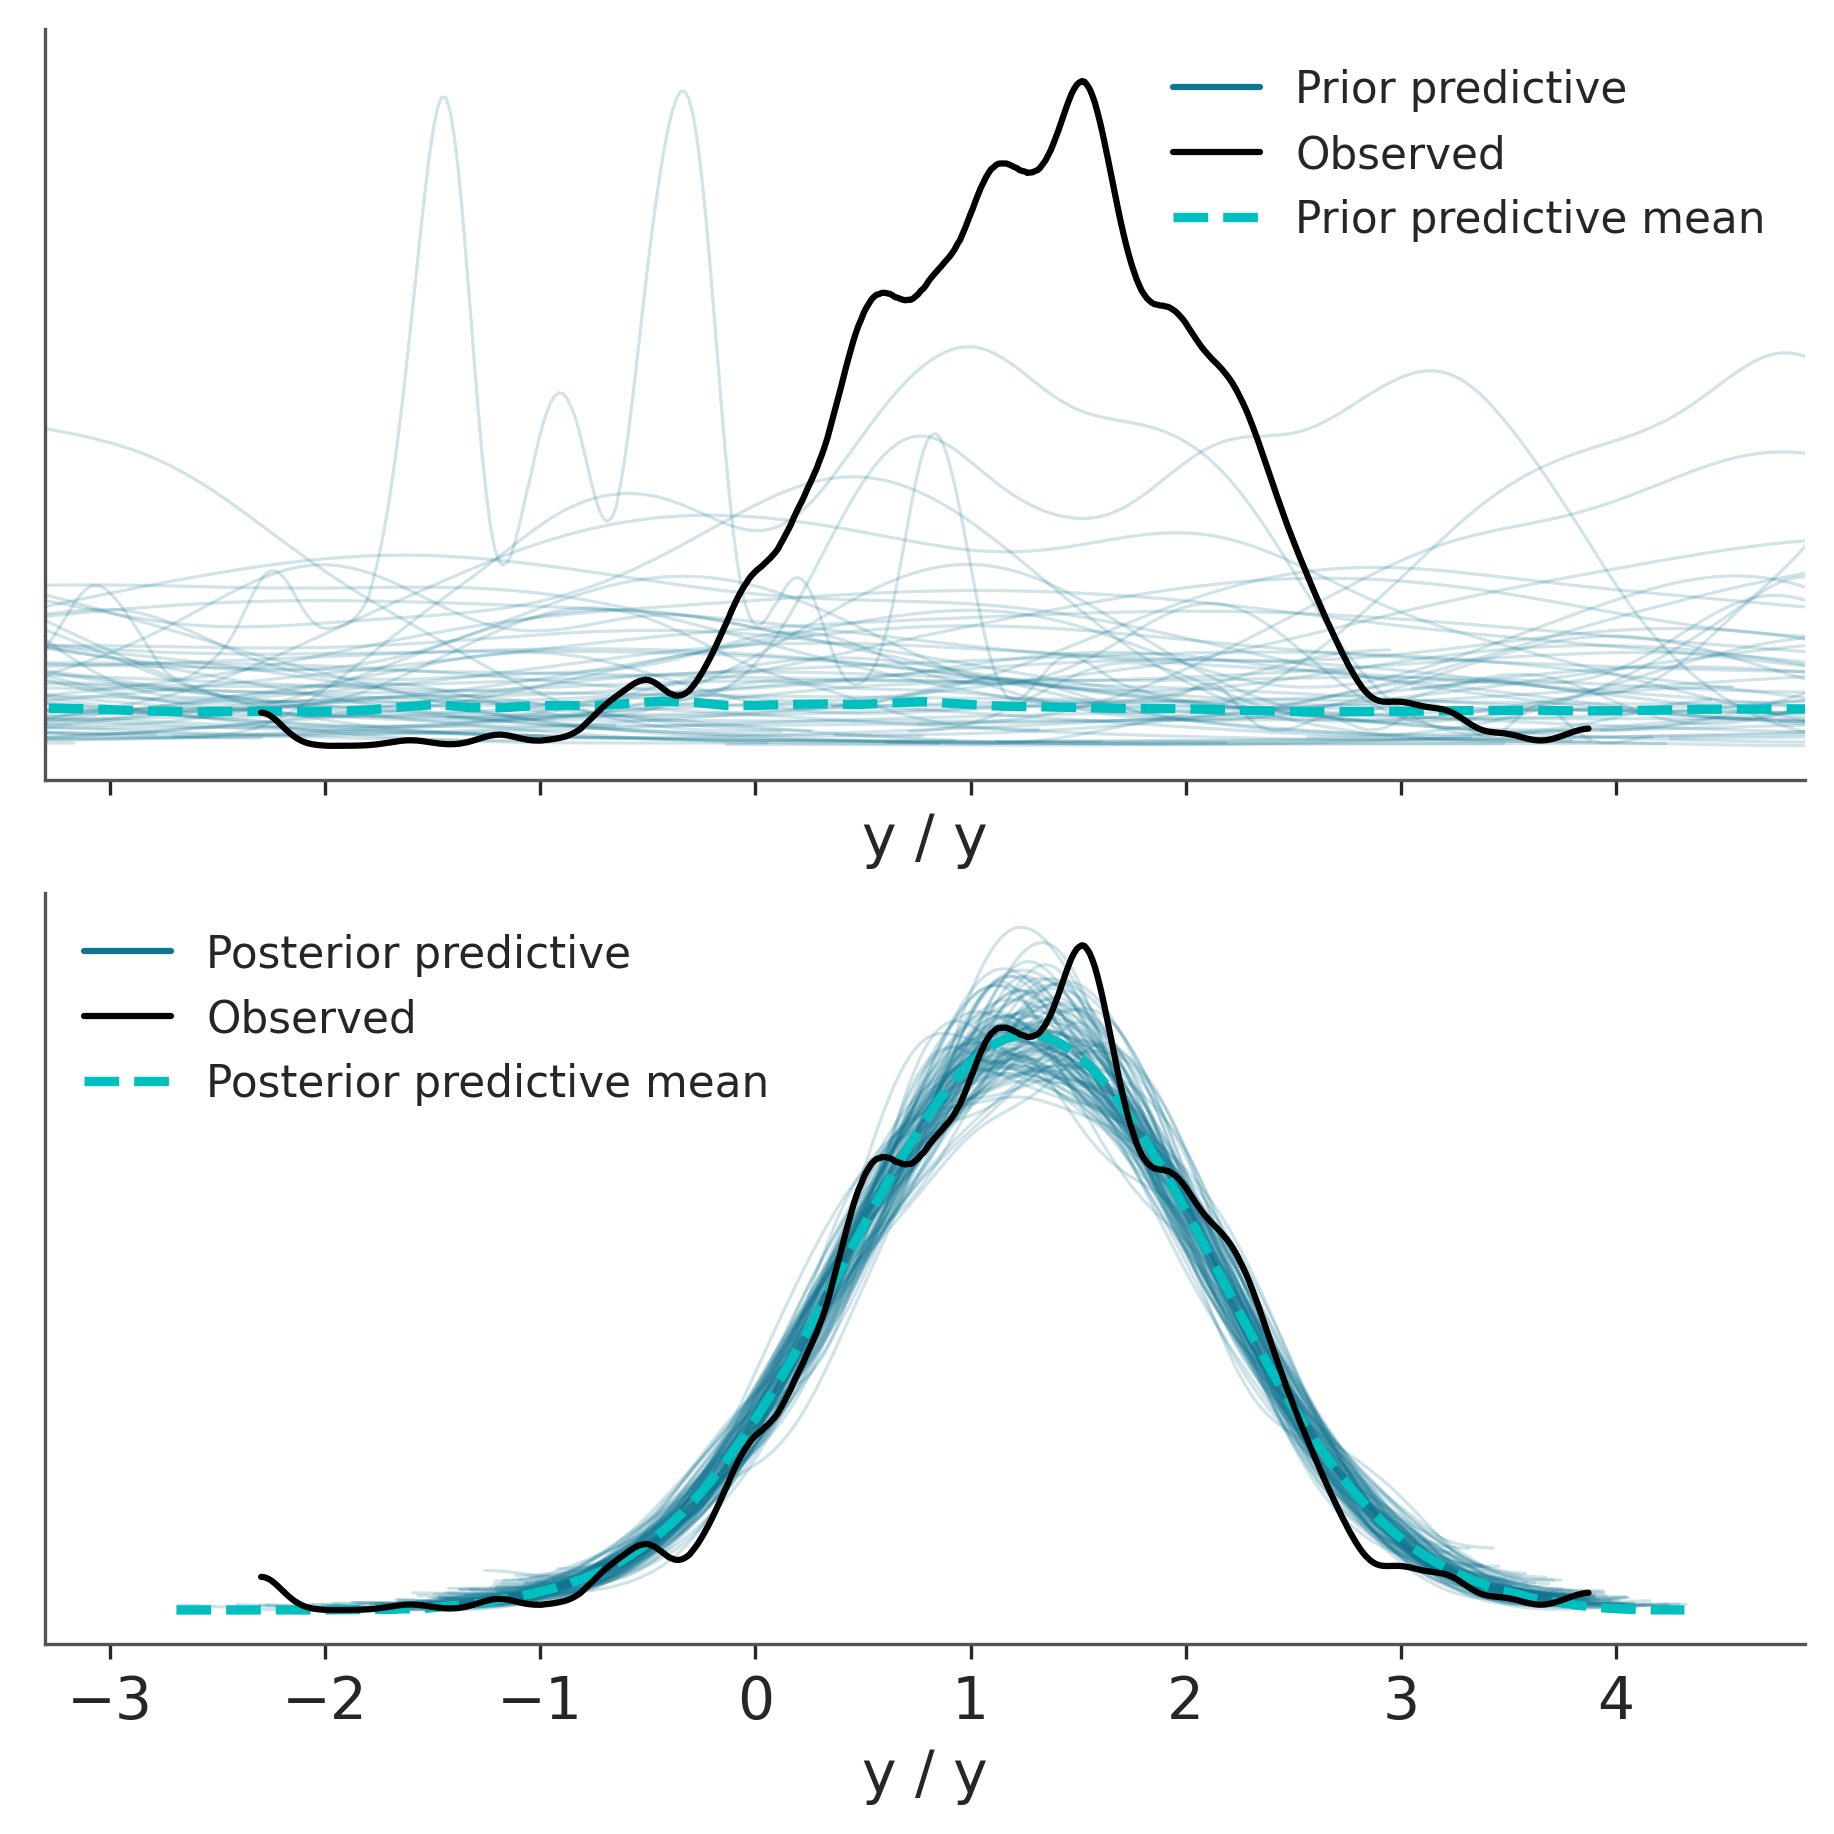 Prior predictive
Observed
Prior predictive mean
y / y
Posterior predictive
Observed
Posterior predictive mean
−3 −2 −1 0 1 2 3 4
y / y